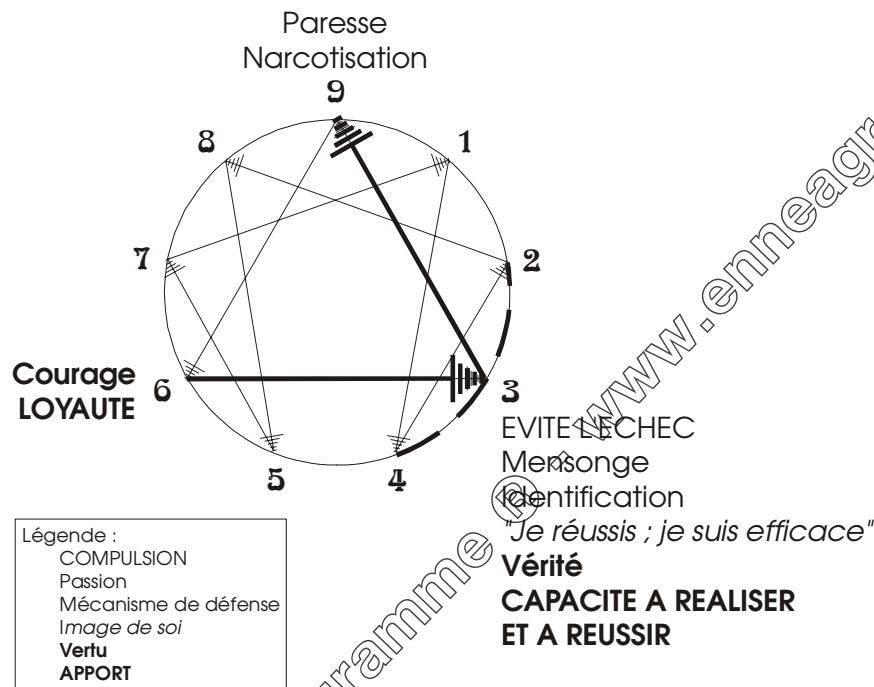 Paresse
Narcotisation
9
8
1
7
2
Courage
LOYAUTE
6
3
5
4
EVITE L'ECHEC
Mensonge
Identification
"Je réussis ; je suis efficace"
Vérité
CAPACITE A REALISER
ET A REUSSIR
Légende :
COMPULSION
Passion
Mécanisme de défense
Image de soi
Vertu
APPORT
gramme ® - www.enneagr